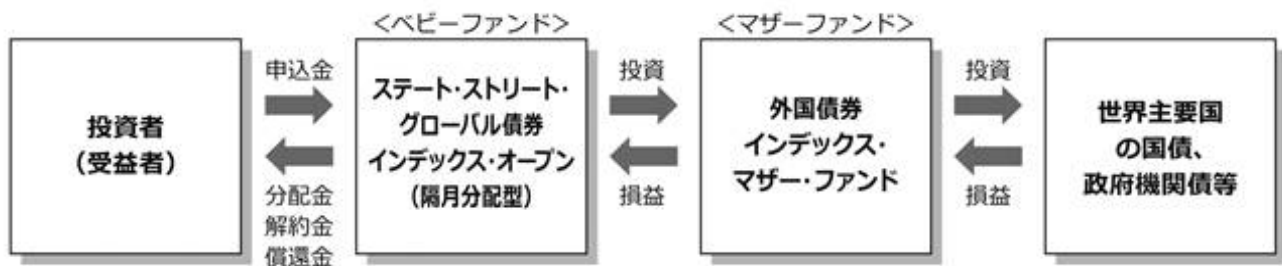 <ベビーファンド>
<マザーファンド>
投資者
(受益者)
申込金
分配金
解約金
償還金
ステート・ストリート・
グローバル債券
インデックス・オープン
(隔月分配型)
投資
損益
外国債券
インデックス・
マザー・ファンド
投資
損益
世界主要国
の国債、
政府機関債等